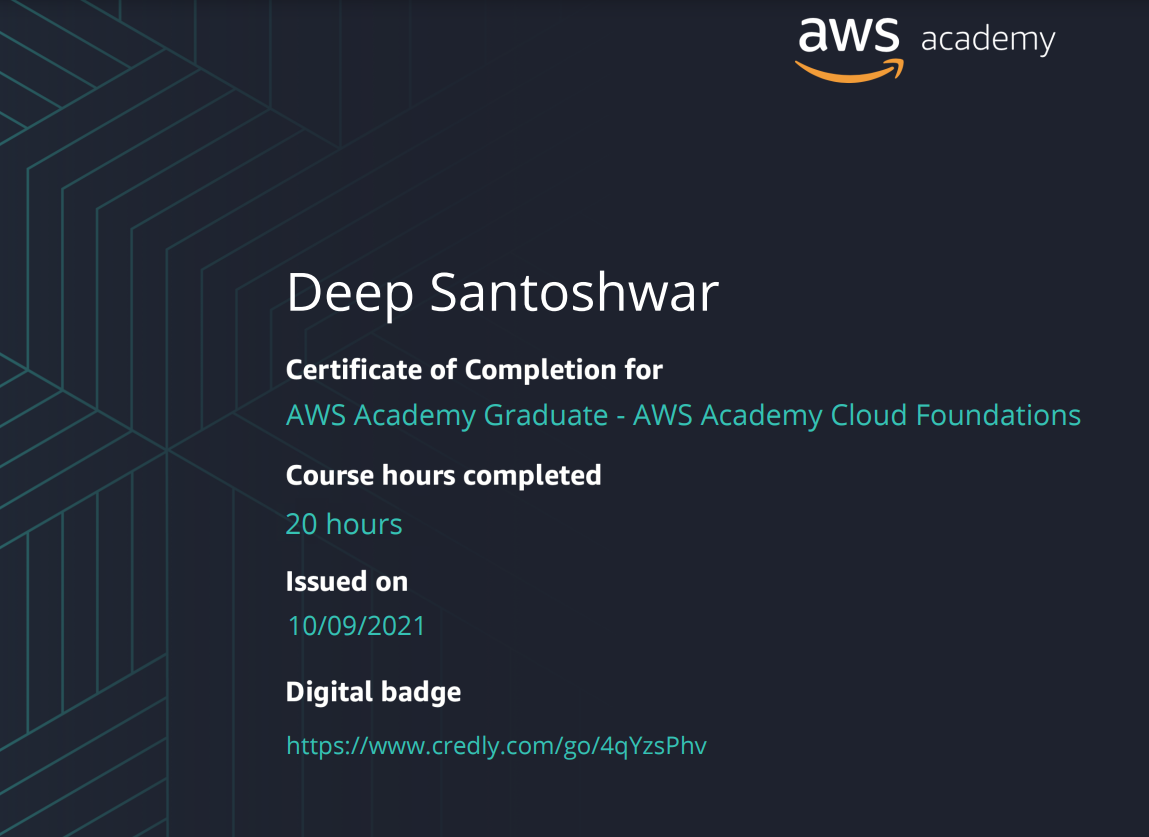 aws academy
Deep Santoshwar
Certificate of Completion for
AWS Academy Graduate - AWS Academy Cloud Foundations
Course hours completed
20 hours
Issued on
10/09/2021
Digital badge
https://www.credly.com/go/4qYzsPhv